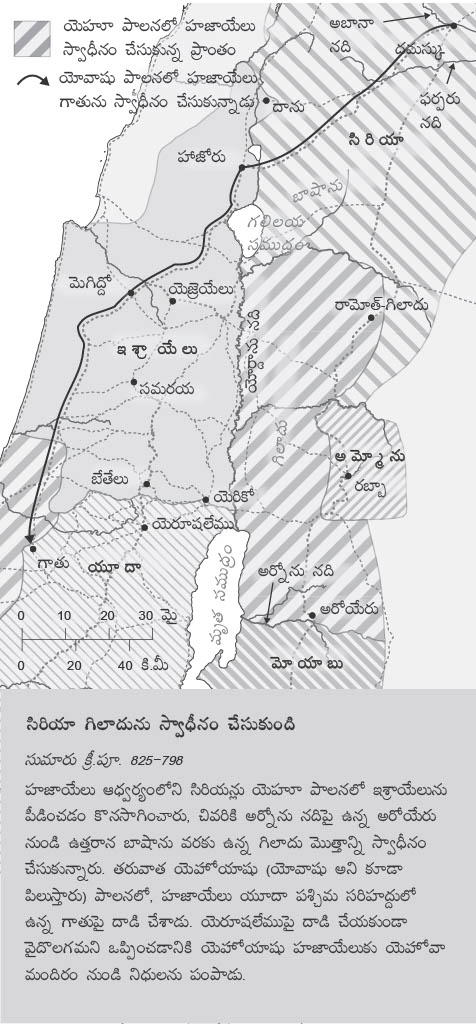 యెహూ పాలనలో హజాయేలు
స్వాధీనం చేసుకున్న ప్రాంతం
యోవాషు పాలనలో హజాయేలు
గాతును స్వాధీనం చేసుకున్నాడు
అబానా
నది
దమస్కు
ఫర్పరు
నది
దాను
సిరియా
హాజోరు
బాషాను
గలిలయ
సముద్రం
మెగిద్దో
యెజ్రెయేలు
రామోత్-గిలాదు
ఇశ్రాయేలు
యోర్దాను నది
సమరయ
గిలాదు
అమ్మోను
రబ్బా
బేతేలు
యెరికో
యెరూషలేము
గాతు
యూదా
మృత సముద్రం
అర్నోను నది
అరోయేరు
మోయాబు
0 10 20 30 మై
0 20 40 కి.మీ
సిరియా గిలాదును స్వాధీనం చేసుకుంది
సుమారు క్రీ.పూ. 825–798
హజాయేలు ఆధ్వర్యంలోని సిరియన్లు యెహూ పాలనలో ఇశ్రాయేలును
పీడించడం కొనసాగించారు, చివరికి అర్నోను నదిపై ఉన్న అరోయేరు
నుండి ఉత్తరాన బాషాను వరకు ఉన్న గిలాదు మొత్తాన్ని స్వాధీనం
చేసుకున్నారు. తరువాత యెహోయాషు (యోవాషు అని కూడా
పిలుస్తారు) పాలనలో, హజాయేలు యూదా పశ్చిమ సరిహద్దులో
ఉన్న గాతుపై దాడి చేశాడు. యెరూషలేముపై దాడి చేయకుండా
వైదొలగమని ఒప్పించడానికి యెహోయాషు హజాయేలుకు యెహోవా
మందిరం నుండి నిధులను పంపాడు.